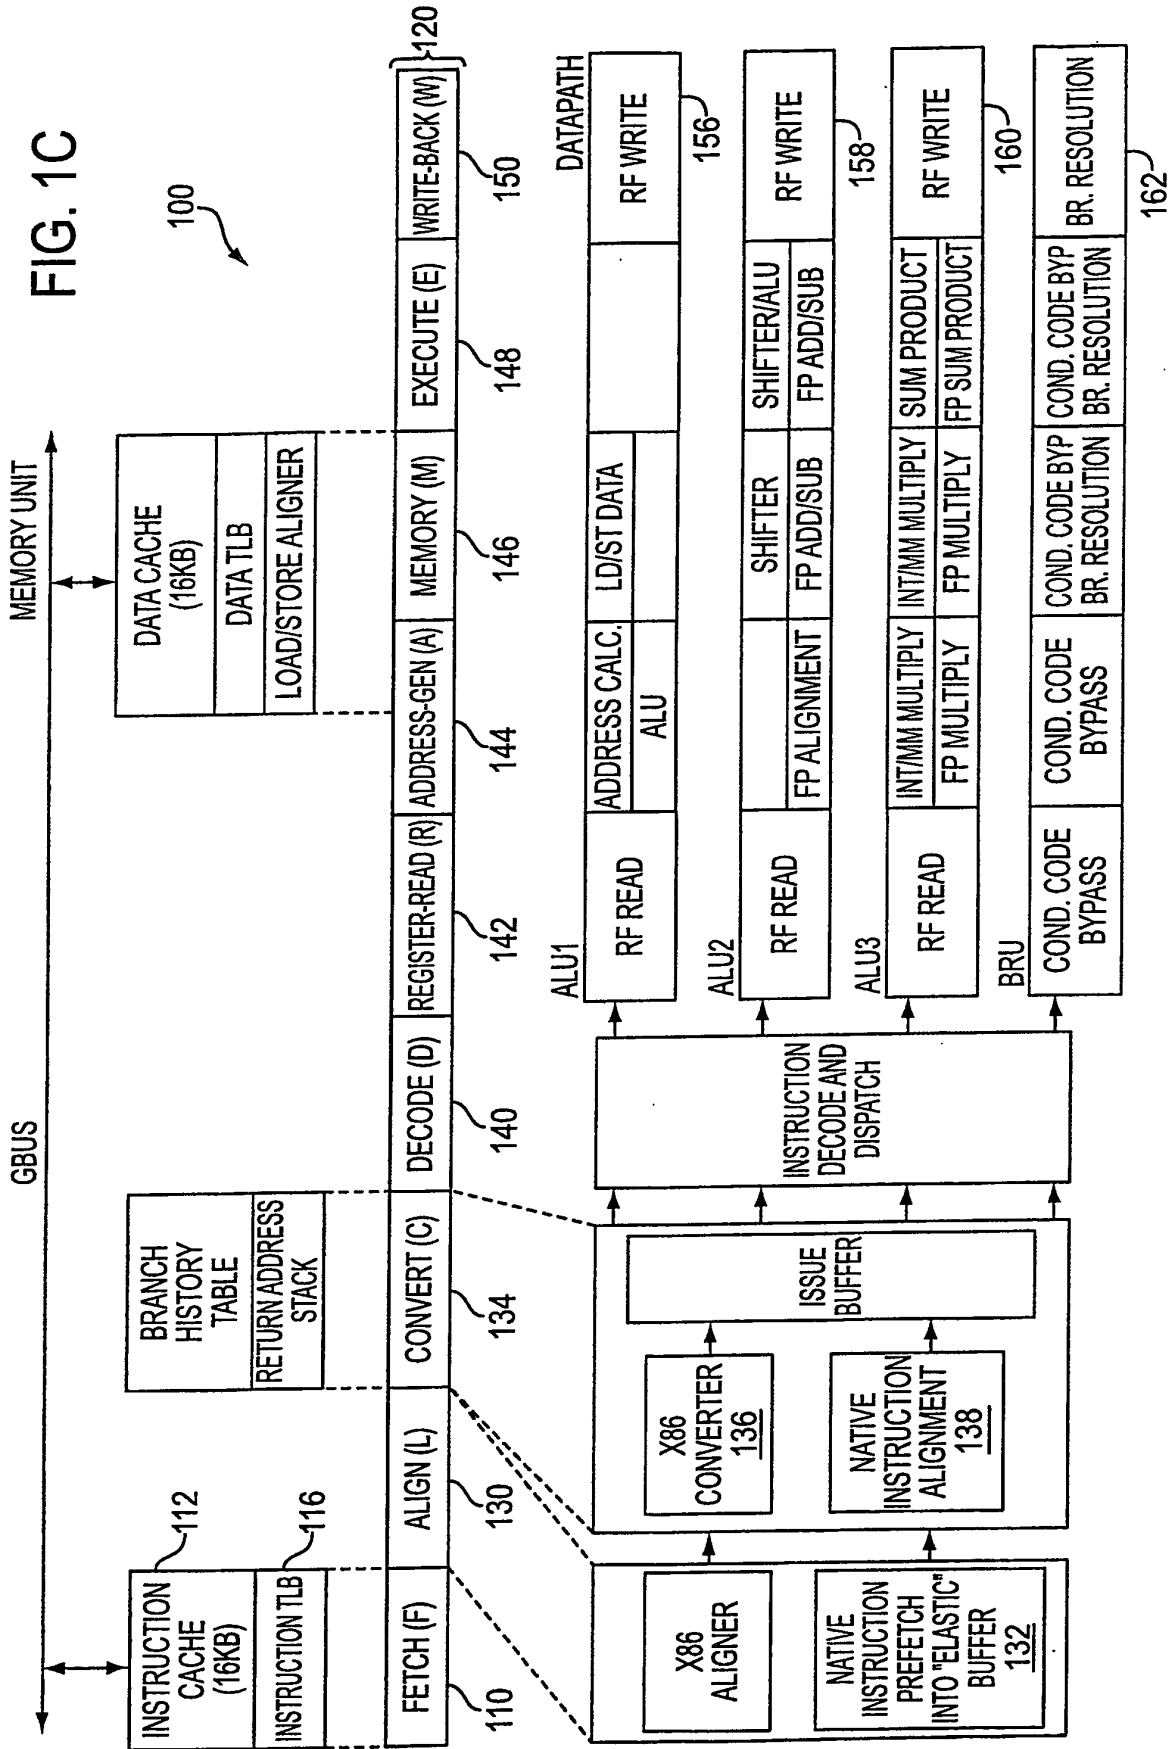 FIG. 1C
100
GBUS
MEMORY UNIT
INSTRUCTION
CACHE
(16KB)
112
INSTRUCTION TLB
116
BRANCH
HISTORY
TABLE
RETURN ADDRESS
STACK
DATA CACHE
(16KB)
DATA TLB
LOAD/STORE ALIGNER
FETCH (F)
ALIGN (L)
CONVERT (C)
DECODE (D)
REGISTER-READ (R)
ADDRESS-GEN (A)
MEMORY (M)
EXECUTE (E)
WRITE-BACK (W)
120
110
130
134
140
142
144
146
148
150
X86
ALIGNER
NATIVE
INSTRUCTION
PREFETCH
INTO "ELASTIC"
BUFFER
132
X86
CONVERTER
136
NATIVE
INSTRUCTION
ALIGNMENT
138
ISSUE
BUFFER
INSTRUCTION
DECODE AND
DISPATCH
DATAPATH
ALU1
RF READ
ADDRESS CALC.
ALU
LD/ST DATA
RF WRITE
156
ALU2
RF READ
FP ALIGNMENT
SHIFTER
FP ADD/SUB
SHIFTER/ALU
FP ADD/SUB
RF WRITE
158
ALU3
RF READ
INT/MM MULTIPLY
FP MULTIPLY
INT/MM MULTIPLY
FP MULTIPLY
SUM PRODUCT
FP SUM PRODUCT
RF WRITE
160
BRU
COND. CODE
BYPASS
COND. CODE
BYPASS
COND. CODE BYP
BR. RESOLUTION
COND. CODE BYP
BR. RESOLUTION
BR. RESOLUTION
162